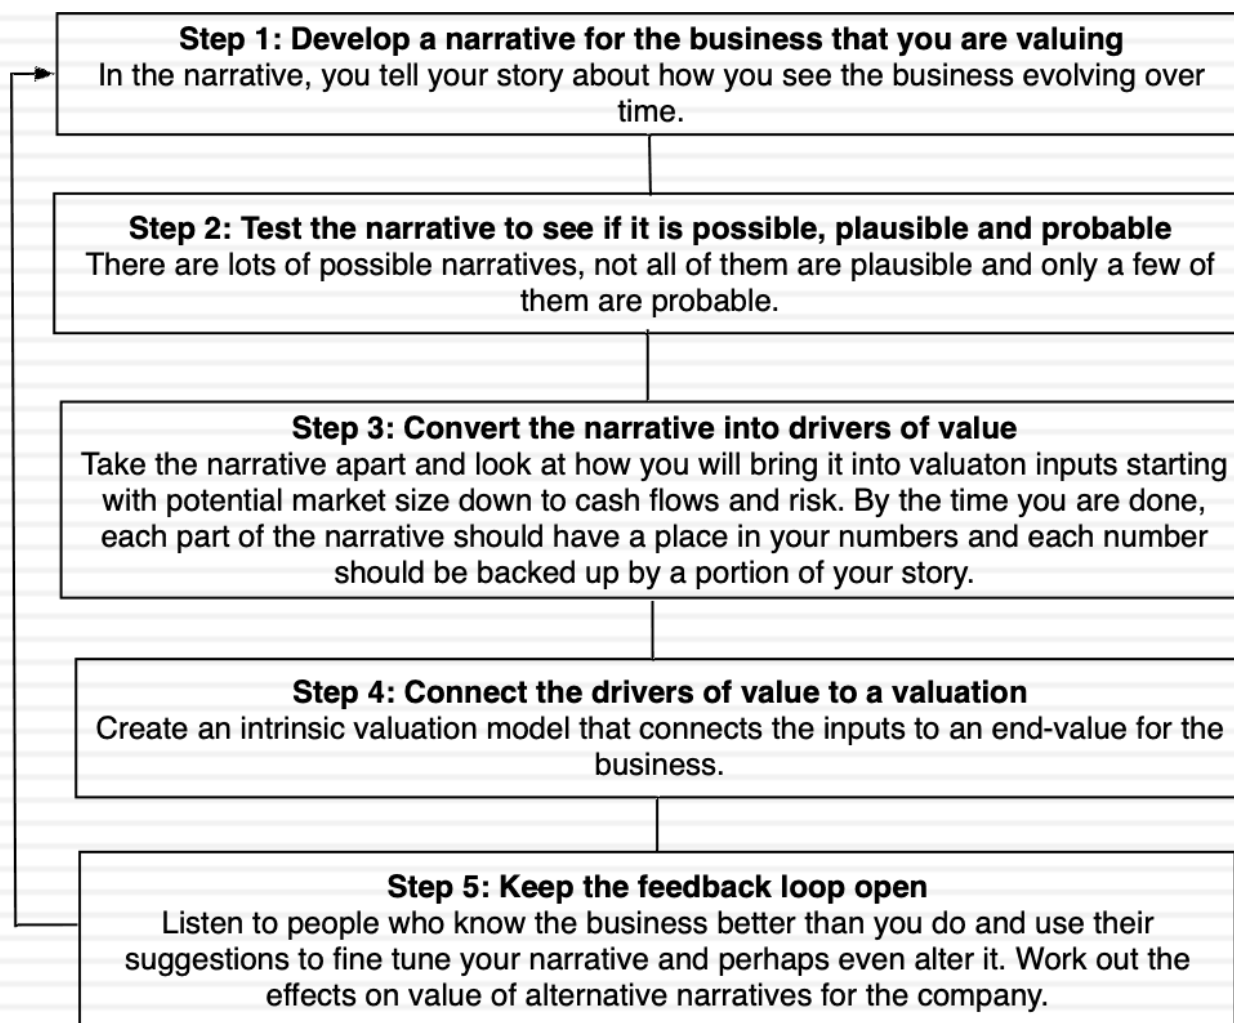 Step 1: Develop a narrative for the business that you are valuing
In the narrative, you tell your story about how you see the business evolving over
time.
Step 2: Test the narrative to see if it is possible, plausible and probable
There are lots of possible narratives, not all of them are plausible and only a few of
them are probable.
Step 3: Convert the narrative into drivers of value
Take the narrative apart and look at how you will bring it into valuaton inputs starting
with potential market size down to cash flows and risk. By the time you are done,
each part of the narrative should have a place in your numbers and each number
should be backed up by a portion of your story.
Step 4: Connect the drivers of value to a valuation
Create an intrinsic valuation model that connects the inputs to an end-value for the
business.
Step 5: Keep the feedback loop open
Listen to people who know the business better than you do and use their
suggestions to fine tune your narrative and perhaps even alter it. Work out the
effects on value of alternative narratives for the company.